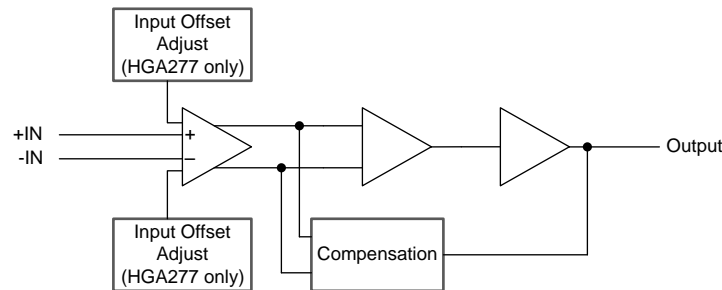 Input Offset
Adjust
(HGA277 only)
+IN
+
-IN
−
Output
Input Offset
Adjust
(HGA277 only)
Compensation